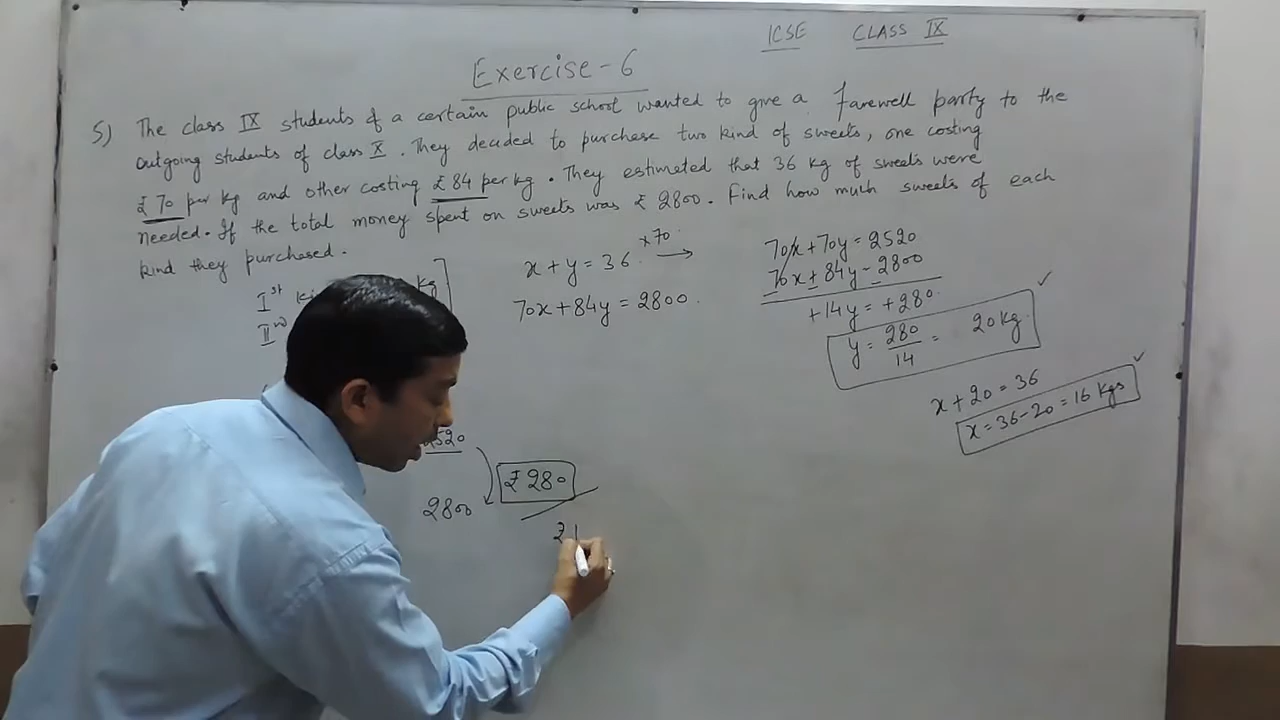 ICSE CLASS IX
Exercise - 6
5) The class IX students of a certain public school wanted to give a farewell party to the
outgoing students of class X. They decided to purchase two kind of sweets, one costing
₹ 70 per kg and other costing ₹ 84 per kg. They estimated that 36 kg of sweets were
needed. If the total money spent on sweets was ₹ 2800. Find how much sweets of each
kind they purchased.
Ist kg
IInd
x + y = 36 ×70 →
70x + 84y = 2800.
70x + 70y = 2520
70x ± 84y - 2800
+14y = +280
y = 280/14 = 20 kg.
x + 20 = 36
x = 36 - 20 = 16 kgs
2520
2800
₹ 280
₹ 1